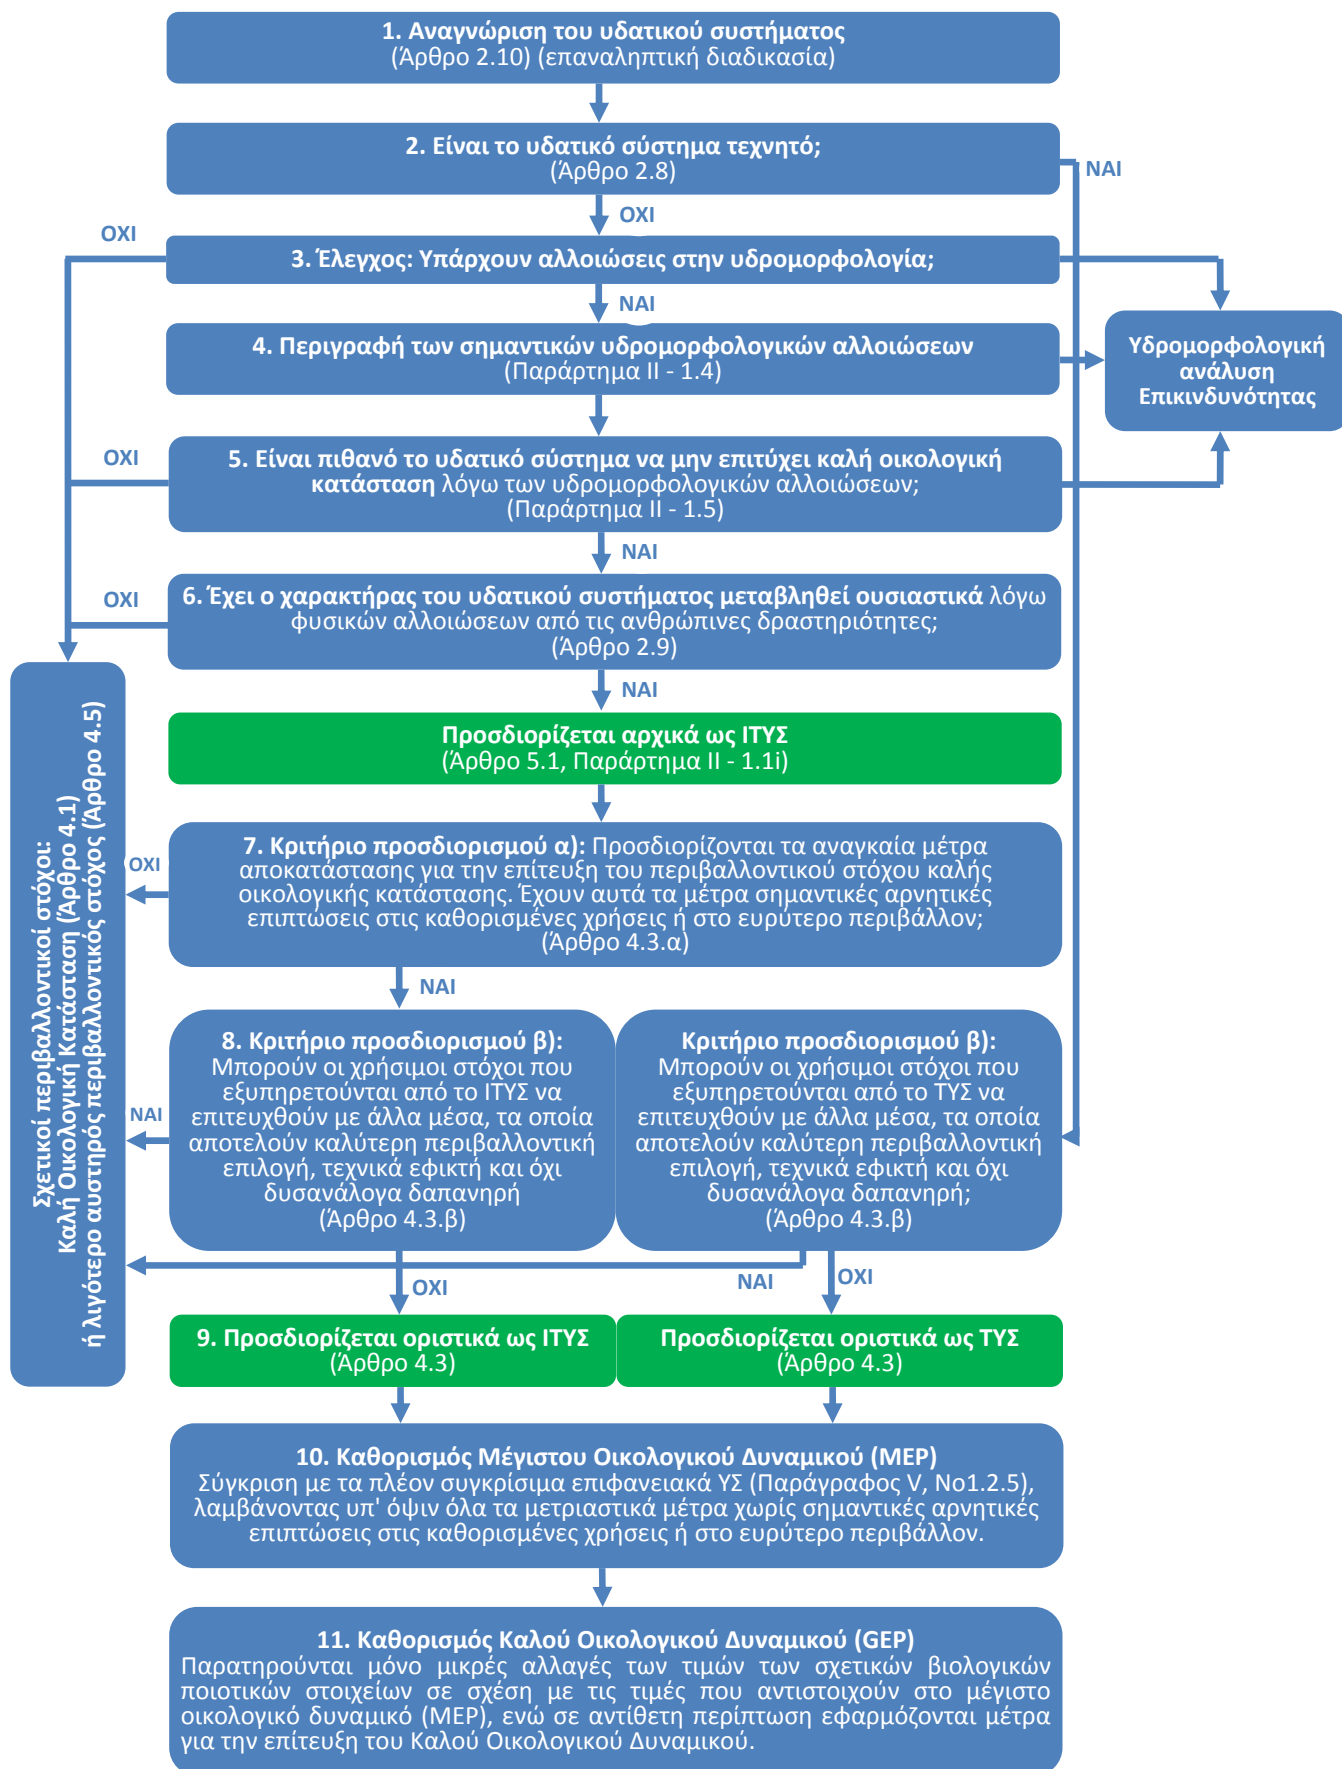 1. Αναγνώριση του υδατικού συστήματος
(Άρθρο 2.10) (επαναληπτική διαδικασία)
2. Είναι το υδατικό σύστημα τεχνητό;
(Άρθρο 2.8)
ΝΑΙ
ΟΧΙ
ΟΧΙ
3. Έλεγχος: Υπάρχουν αλλοιώσεις στην υδρομορφολογία;
ΝΑΙ
4. Περιγραφή των σημαντικών υδρομορφολογικών αλλοιώσεων
(Παράρτημα ΙΙ - 1.4)
Υδρομορφολογική
ανάλυση
Επικινδυνότητας
ΟΧΙ
5. Είναι πιθανό το υδατικό σύστημα να μην επιτύχει καλή οικολογική
κατάσταση λόγω των υδρομορφολογικών αλλοιώσεων;
(Παράρτημα ΙΙ - 1.5)
ΝΑΙ
ΟΧΙ
6. Έχει ο χαρακτήρας του υδατικού συστήματος μεταβληθεί ουσιαστικά λόγω
φυσικών αλλοιώσεων από τις ανθρώπινες δραστηριότητες;
(Άρθρο 2.9)
ΝΑΙ
Προσδιορίζεται αρχικά ως ΙΤΥΣ
(Άρθρο 5.1, Παράρτημα ΙΙ - 1.1i)
Σχετικοί περιβαλλοντικοί στόχοι:
Καλή Οικολογική Κατάσταση (Άρθρο 4.1)
ή λιγότερο αυστηρός περιβαλλοντικός στόχος (Άρθρο 4.5)
ΟΧΙ
7. Κριτήριο προσδιορισμού α): Προσδιορίζονται τα αναγκαία μέτρα
αποκατάστασης για την επίτευξη του περιβαλλοντικού στόχου καλής
οικολογικής κατάστασης. Έχουν αυτά τα μέτρα σημαντικές αρνητικές
επιπτώσεις στις καθορισμένες χρήσεις ή στο ευρύτερο περιβάλλον;
(Άρθρο 4.3.α)
ΝΑΙ
ΝΑΙ
8. Κριτήριο προσδιορισμού β):
Μπορούν οι χρήσιμοι στόχοι που
εξυπηρετούνται από το ΙΤΥΣ να
επιτευχθούν με άλλα μέσα, τα οποία
αποτελούν καλύτερη περιβαλλοντική
επιλογή, τεχνικά εφικτή και όχι
δυσανάλογα δαπανηρή
(Άρθρο 4.3.β)
Κριτήριο προσδιορισμού β):
Μπορούν οι χρήσιμοι στόχοι που
εξυπηρετούνται από το ΤΥΣ να
επιτευχθούν με άλλα μέσα, τα οποία
αποτελούν καλύτερη περιβαλλοντική
επιλογή, τεχνικά εφικτή και όχι
δυσανάλογα δαπανηρή;
(Άρθρο 4.3.β)
ΟΧΙ
ΝΑΙ
ΟΧΙ
9. Προσδιορίζεται οριστικά ως ΙΤΥΣ
(Άρθρο 4.3)
Προσδιορίζεται οριστικά ως ΤΥΣ
(Άρθρο 4.3)
10. Καθορισμός Μέγιστου Οικολογικού Δυναμικού (MEP)
Σύγκριση με τα πλέον συγκρίσιμα επιφανειακά ΥΣ (Παράγραφος V, Νο1.2.5),
λαμβάνοντας υπ' όψιν όλα τα μετριαστικά μέτρα χωρίς σημαντικές αρνητικές
επιπτώσεις στις καθορισμένες χρήσεις ή στο ευρύτερο περιβάλλον.
11. Καθορισμός Καλού Οικολογικού Δυναμικού (GEP)
Παρατηρούνται μόνο μικρές αλλαγές των τιμών των σχετικών βιολογικών
ποιοτικών στοιχείων σε σχέση με τις τιμές που αντιστοιχούν στο μέγιστο
οικολογικό δυναμικό (MEP), ενώ σε αντίθετη περίπτωση εφαρμόζονται μέτρα
για την επίτευξη του Καλού Οικολογικού Δυναμικού.